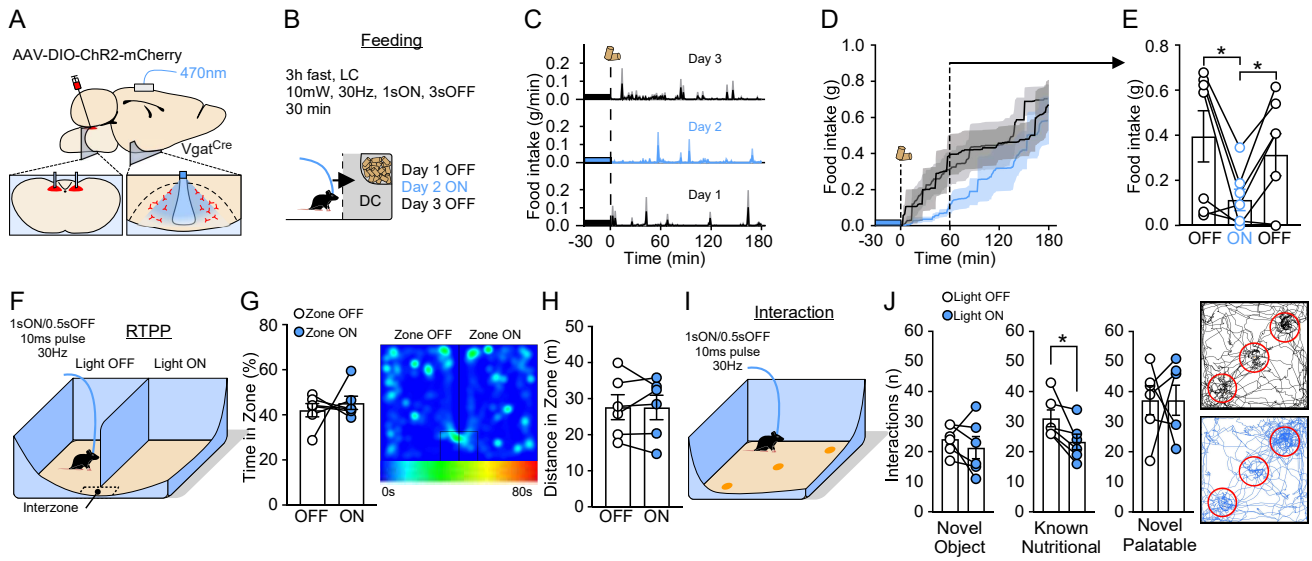 A
AAV-DIO-ChR2-mCherry
470nm
Vgat^Cre
B
Feeding
3h fast, LC
10mW, 30Hz, 1sON, 3sOFF
30 min
DC
Day 1 OFF
Day 2 ON
Day 3 OFF
C
Food intake (g/min)
0.2
0.1
0.0
Day 3
0.2
0.1
0.0
Day 2
0.2
0.1
0.0
Day 1
-30 0 60 120 180
Time (min)
D
Food intake (g)
1.0
0.8
0.6
0.4
0.2
0.0
-30 0 60 120 180
Time (min)
E
Food intake (g)
0.8
0.6
0.4
0.2
0.0
* *
OFF ON OFF
F
1sON/0.5sOFF
10ms pulse
30Hz
RTPP
Light OFF Light ON
Interzone
G
Zone OFF
Zone ON
Time in Zone (%)
80
60
40
20
0
OFF ON
Zone OFF Zone ON
0s 80s
H
Distance in Zone (m)
50
40
30
20
10
0
OFF ON
I
Interaction
1sON/0.5sOFF
10ms pulse
30Hz
J
Light OFF
Light ON
Interactions (n)
60
50
40
30
20
10
0
Novel
Object
60
50
40
30
20
10
0
*
Known
Nutritional
60
50
40
30
20
10
0
Novel
Palatable